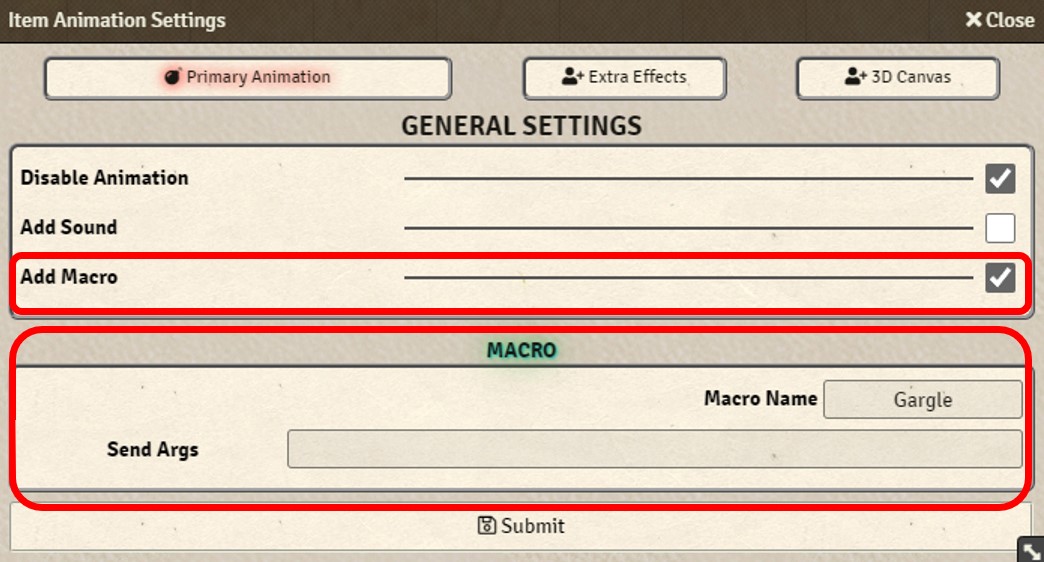 Item Animation Settings Close
Primary Animation Extra Effects 3D Canvas
GENERAL SETTINGS
Disable Animation
Add Sound
Add Macro
MACRO
Macro Name Gargle
Send Args
Submit